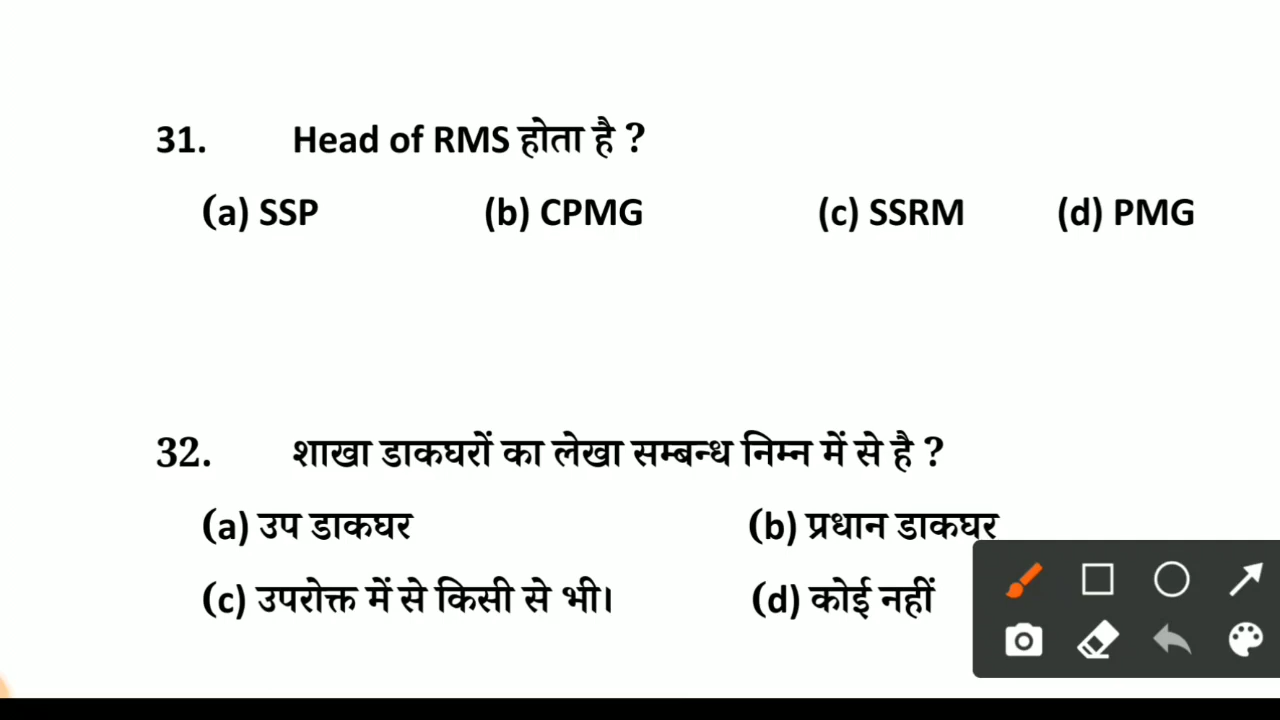 31. Head of RMS होता है ?
(a) SSP (b) CPMG (c) SSRM (d) PMG
32. शाखा डाकघरों का लेखा सम्बन्ध निम्न में से है ?
(a) उप डाकघर (b) प्रधान डाकघर
(c) उपरोक्त में से किसी से भी। (d) कोई नहीं